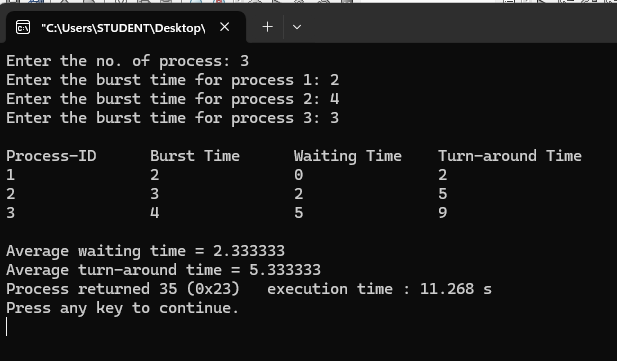 "C:\Users\STUDENT\Desktop\
Enter the no. of process: 3
Enter the burst time for process 1: 2
Enter the burst time for process 2: 4
Enter the burst time for process 3: 3
Process-ID Burst Time Waiting Time Turn-around Time
1 2 0 2
2 3 2 5
3 4 5 9
Average waiting time = 2.333333
Average turn-around time = 5.333333
Process returned 35 (0x23) execution time : 11.268 s
Press any key to continue.